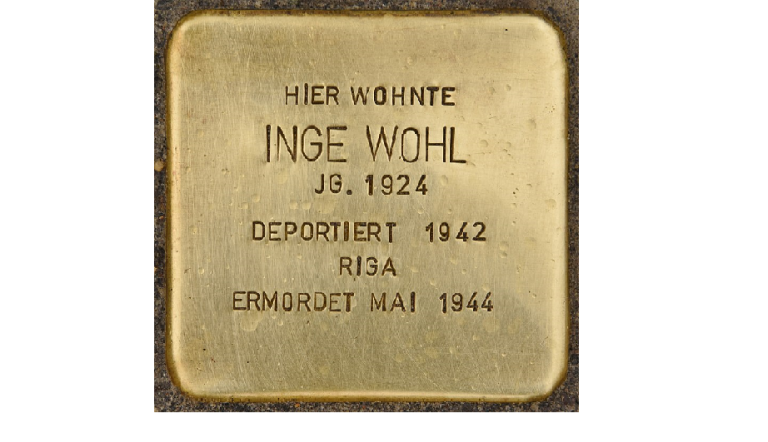 HIER WOHNTE
INGE WOHL
JG. 1924
DEPORTIERT 1942
RIGA
ERMORDET MAI 1944